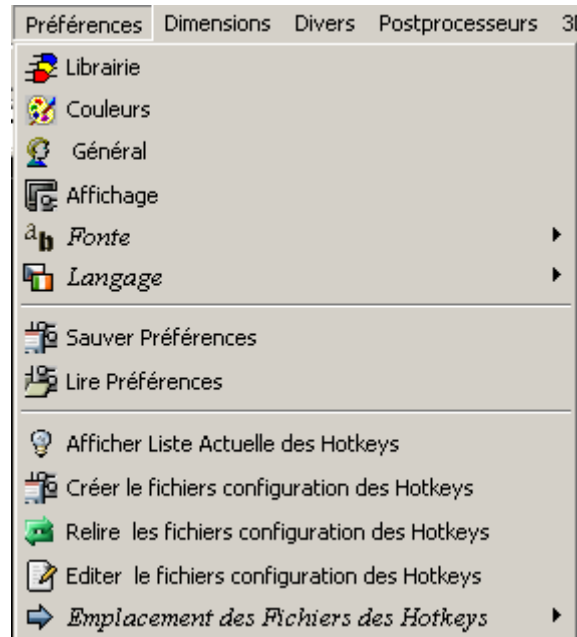 Préférences Dimensions Divers Postprocesseurs 3
Librairie
Couleurs
Général
Affichage
Fonte
Langage
Sauver Préférences
Lire Préférences
Afficher Liste Actuelle des Hotkeys
Créer le fichiers configuration des Hotkeys
Relire les fichiers configuration des Hotkeys
Editer le fichiers configuration des Hotkeys
Emplacement des Fichiers des Hotkeys